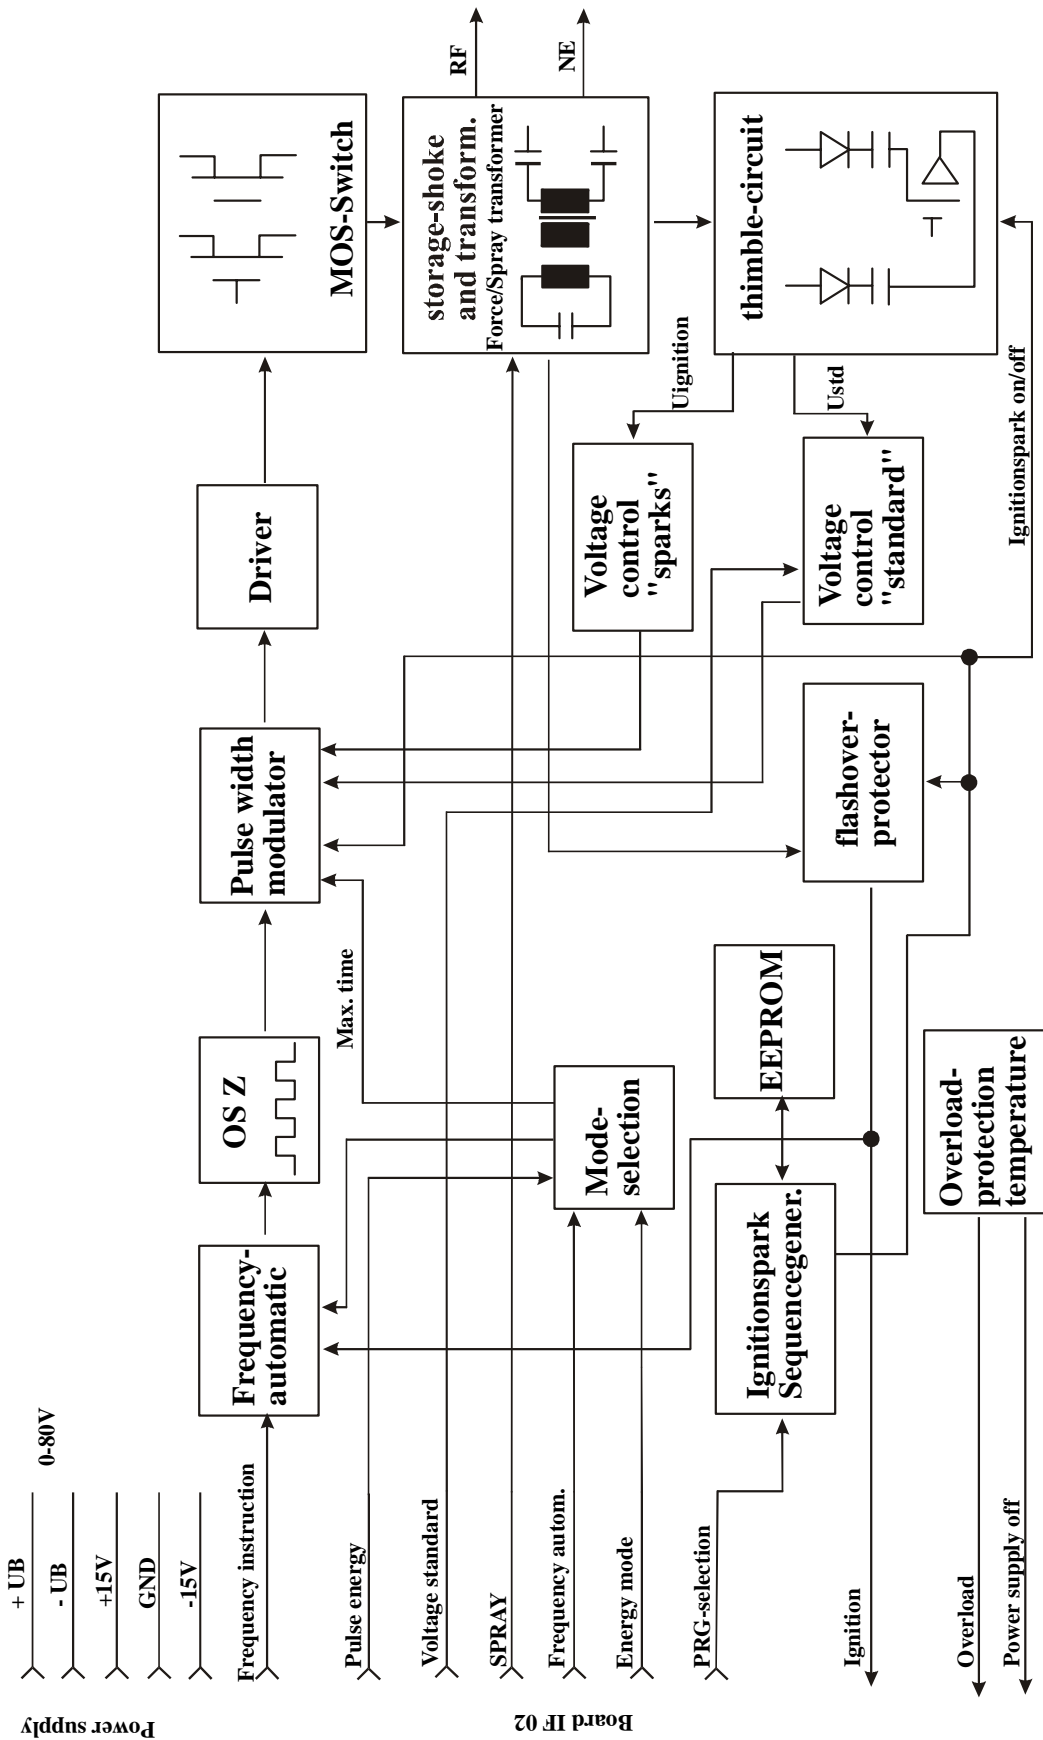 Power supply
+ UB
0-80V
- UB
+15V
GND
-15V
Frequency instruction
Frequency-
automatic
OS Z
Pulse width
modulator
Driver
MOS-Switch
Board IF 02
Pulse energy
Voltage standard
SPRAY
Frequency autom.
Energy mode
Max. time
Mode-
selection
storage-shoke
and transform.
Force/Spray transformer
RF
NE
Voltage
control
"sparks"
Uignition
Voltage
control
"standard"
Ustd
thimble-circuit
PRG-selection
Ignitionspark
Sequencegener.
EEPROM
flashover-
protector
Ignitionspark on/off
Ignition
Overload
Power supply off
Overload-
protection
temperature